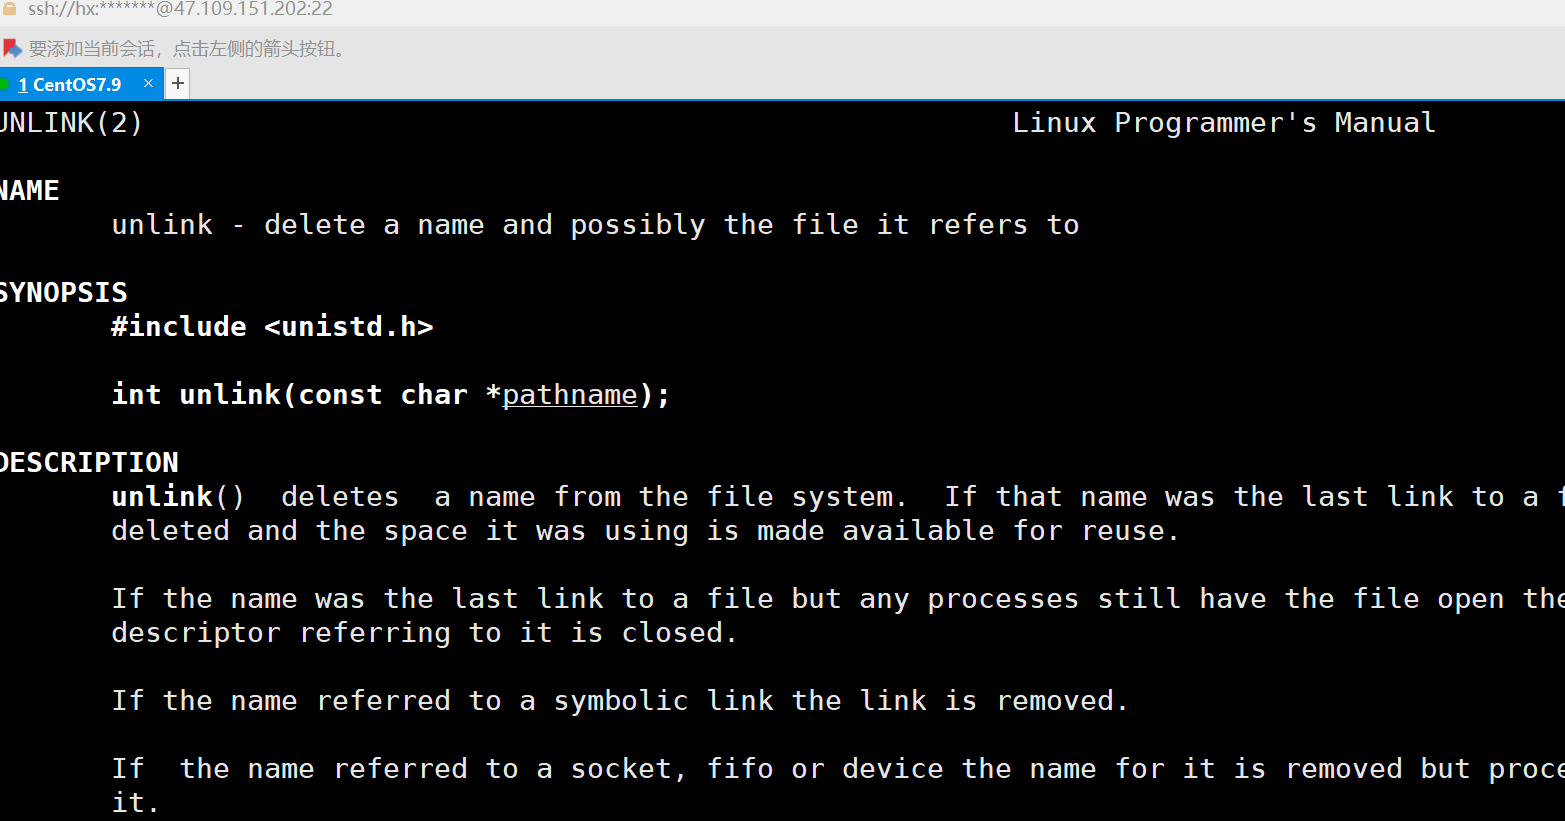 ssh://hx:*******@47.109.151.202:22
要添加当前会话，点击左侧的箭头按钮。
1 CentOS7.9 × +
UNLINK(2) Linux Programmer's Manual
NAME
unlink - delete a name and possibly the file it refers to
SYNOPSIS
#include <unistd.h>
int unlink(const char *pathname);
DESCRIPTION
unlink() deletes a name from the file system. If that name was the last link to a
deleted and the space it was using is made available for reuse.
If the name was the last link to a file but any processes still have the file open the
descriptor referring to it is closed.
If the name referred to a symbolic link the link is removed.
If the name referred to a socket, fifo or device the name for it is removed but proce
it.